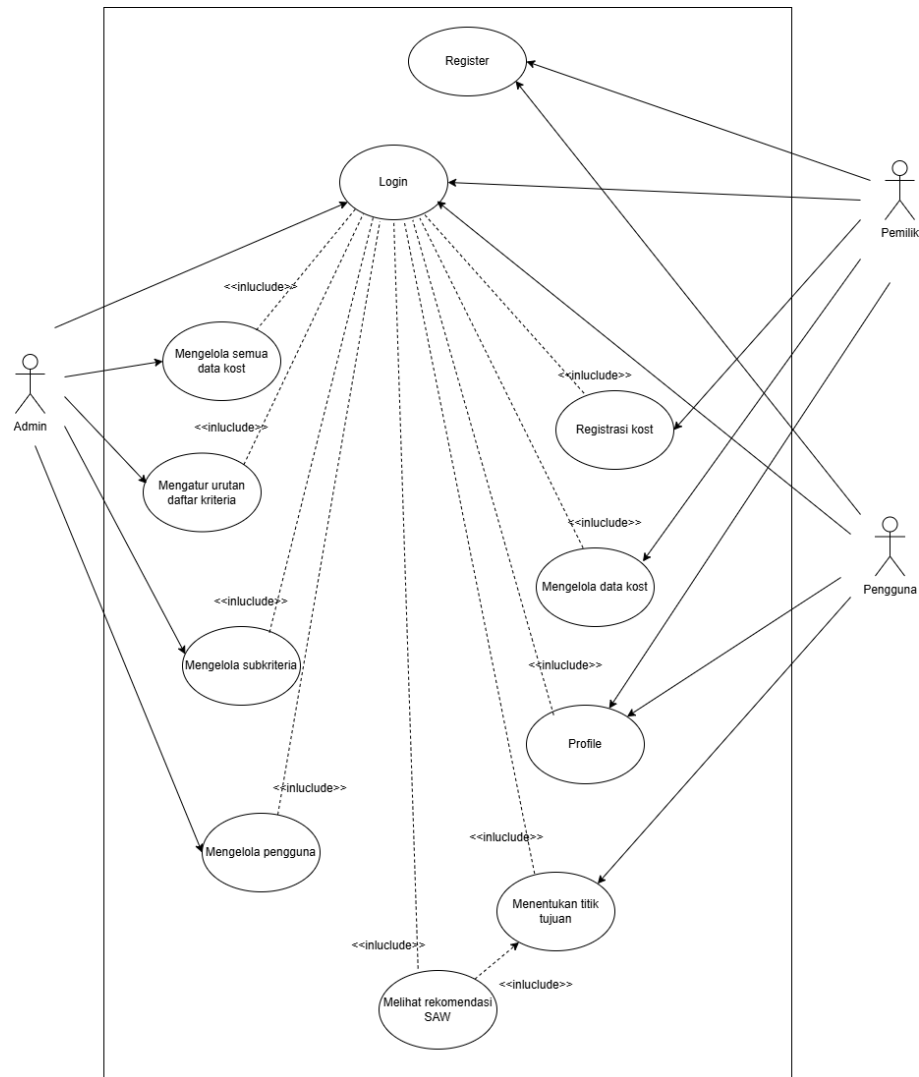 Register
Login
Pemilik
<<inluclude>>
Mengelola semua
data kost
<<inluclude>>
Admin
<<inluclude>>
Registrasi kost
Mengatur urutan
daftar kriteria
<<inluclude>>
Mengelola data kost
Pengguna
<<inluclude>>
Mengelola subkriteria
<<inluclude>>
Profile
<<inluclude>>
Mengelola pengguna
<<inluclude>>
Menentukan titik
tujuan
<<inluclude>>
<<inluclude>>
Melihat rekomendasi
SAW